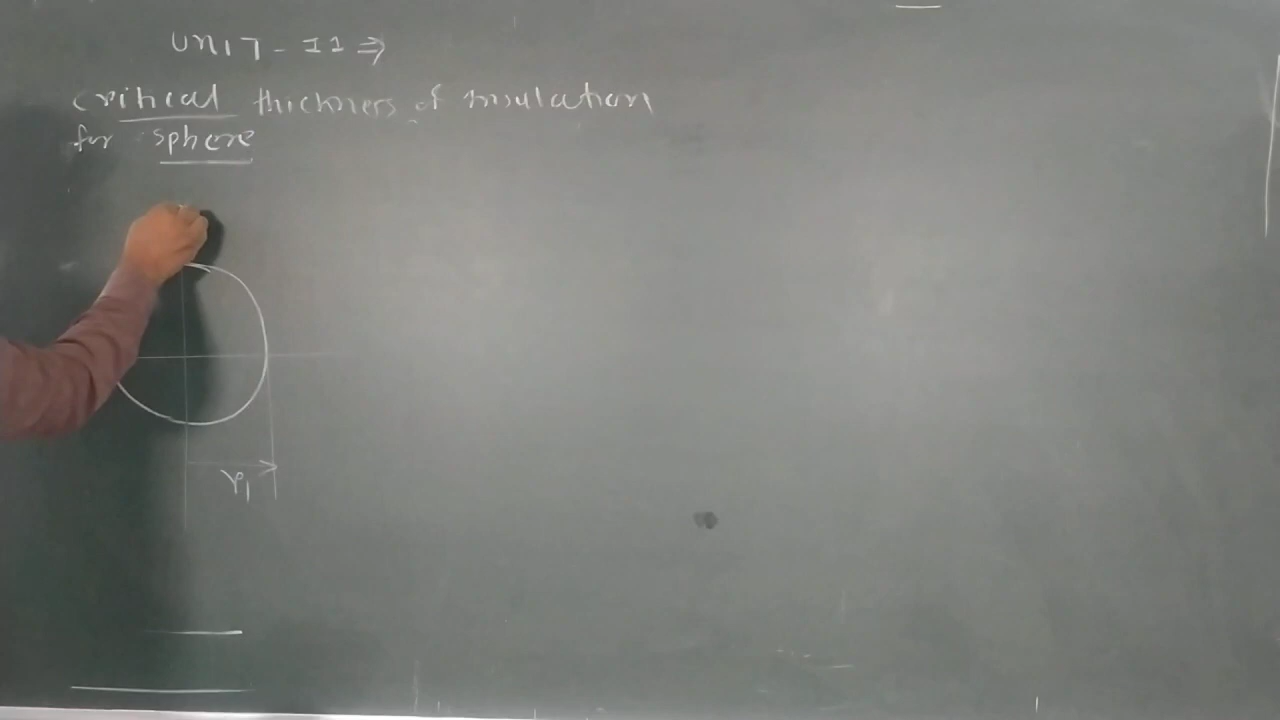 UNIT-II ⇒
critical thickness of insulation
for sphere
r1